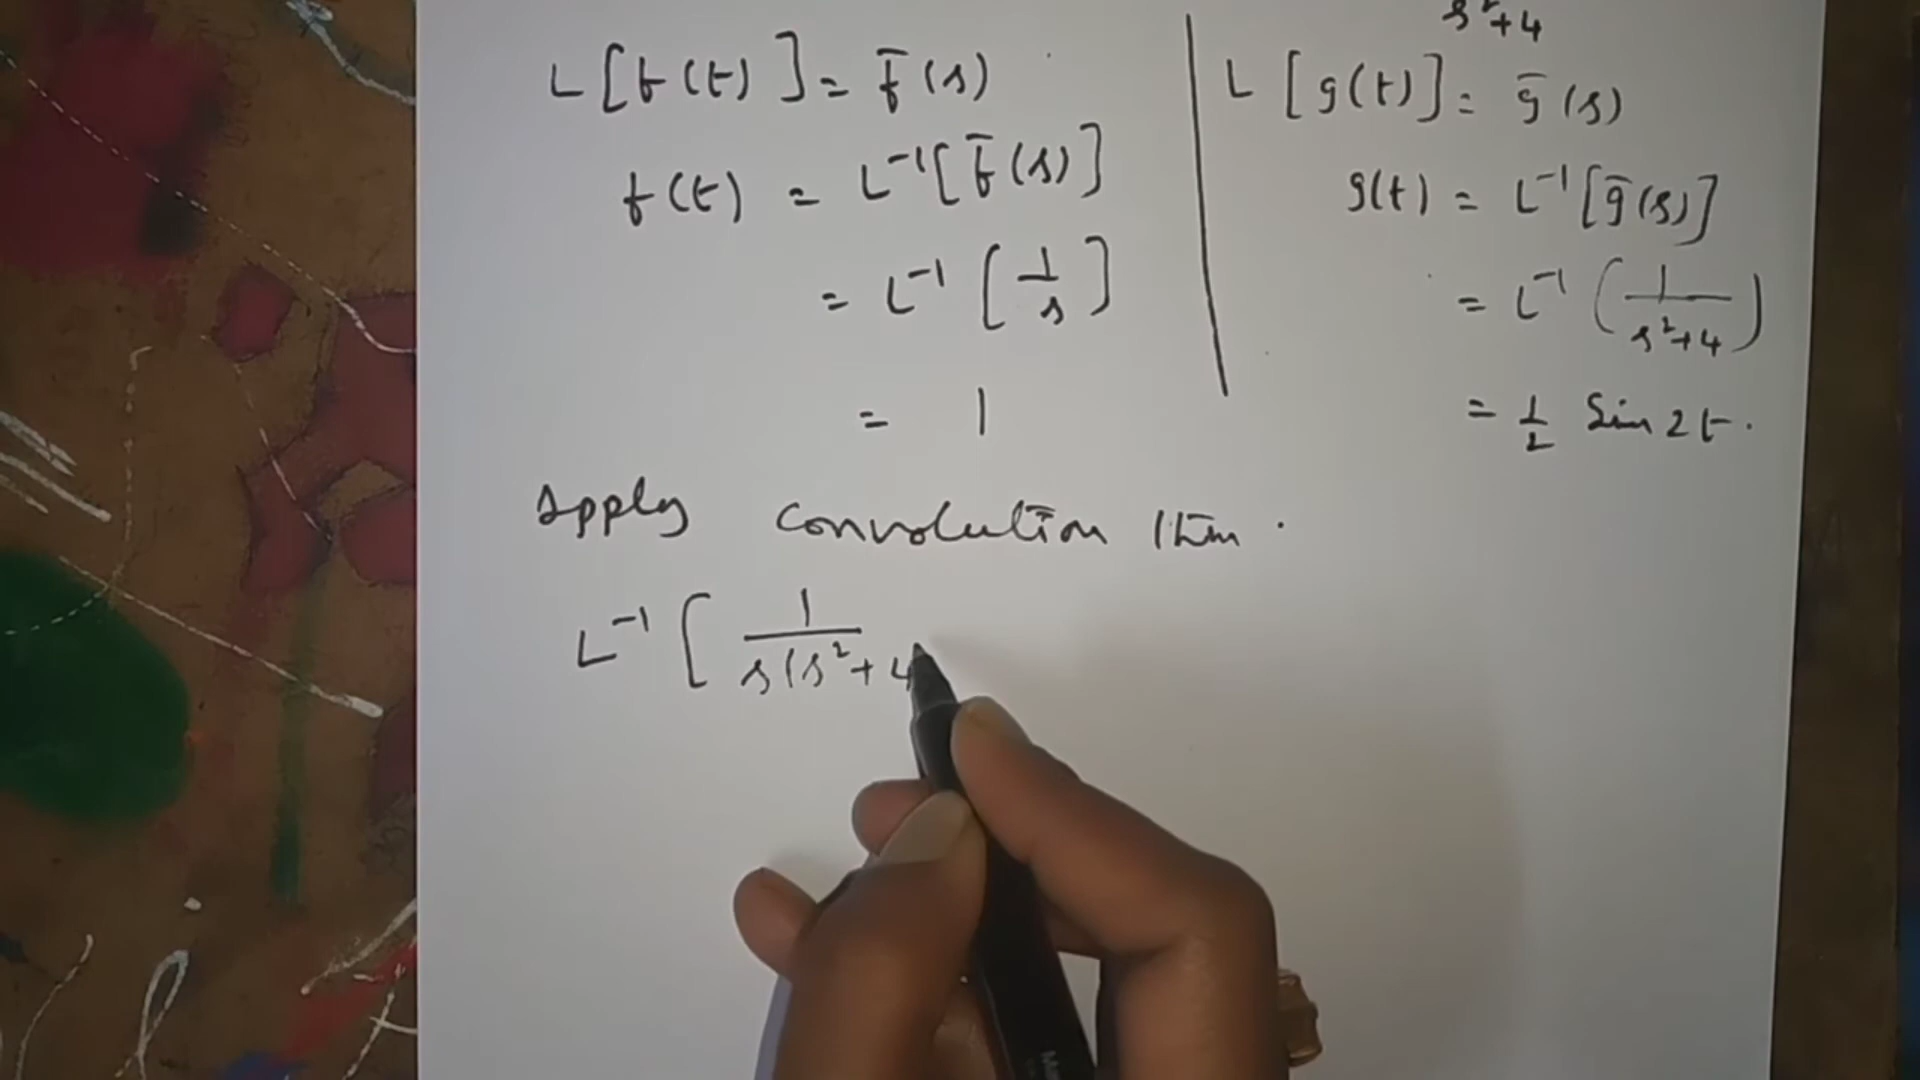 s²+4
L[f(t)] = f̄(s)
f(t) = L⁻¹[f̄(s)]
= L⁻¹[1/s]
= 1
L[g(t)] = ḡ(s)
g(t) = L⁻¹[ḡ(s)]
= L⁻¹(1/(s²+4))
= 1/2 Sin 2t.
Apply convolution thm.
L⁻¹[1/s(s²+4